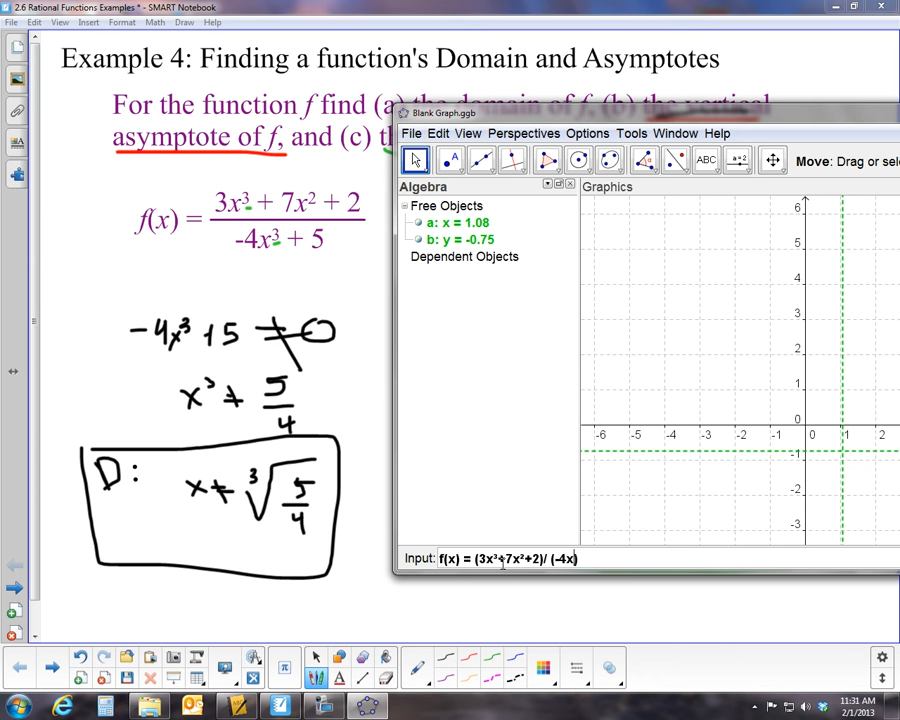 2.6 Rational Functions Examples * - SMART Notebook
File Edit View Insert Format Math Draw Help
Example 4: Finding a function's Domain and Asymptotes
For the function f find (a) the domain of f, (b) the vertical
asymptote of f, and (c) t
f(x) = 3x³ + 7x² + 2
-4x³ + 5
-4x³ + 5 ≠ 0
x³ ≠ 5/4
D: x ≠ ∛5/4
Blank Graph.ggb
File Edit View Perspectives Options Tools Window Help
ABC a=2 Move: Drag or sele
Algebra
Graphics
Free Objects
a: x = 1.08
b: y = -0.75
Dependent Objects
6
5
4
3
2
1
0
-6 -5 -4 -3 -2 -1 0 1 2
-1
-2
-3
Input: f(x) = (3x³+7x²+2)/ (-4x)
11:31 AM
2/1/2013